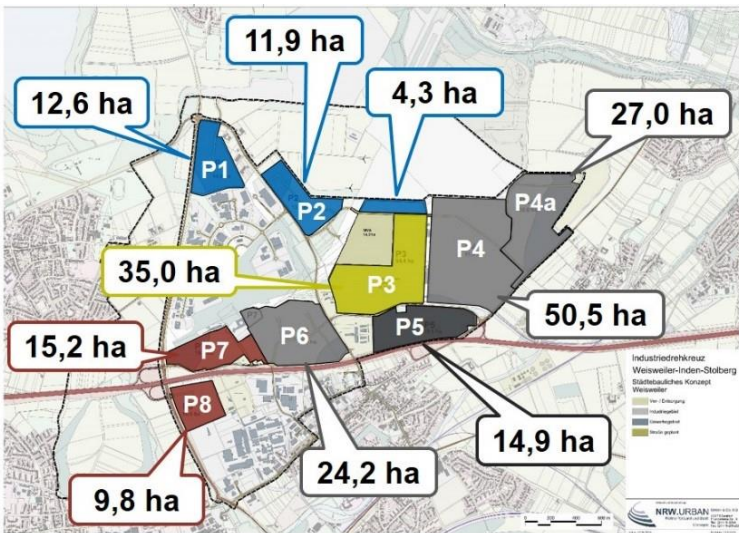 11,9 ha
12,6 ha
4,3 ha
27,0 ha
P1
P2
P4a
P4
P3
35,0 ha
50,5 ha
P5
P6
P7
15,2 ha
P8
14,9 ha
24,2 ha
9,8 ha
Industriedrehkreuz
Weisweiler-Inden-Stolberg
Städtebauliches Konzept
Weisweiler
Ver- / Entsorgung
Industriegebiet
Gewerbegebiet
NRW.URBAN